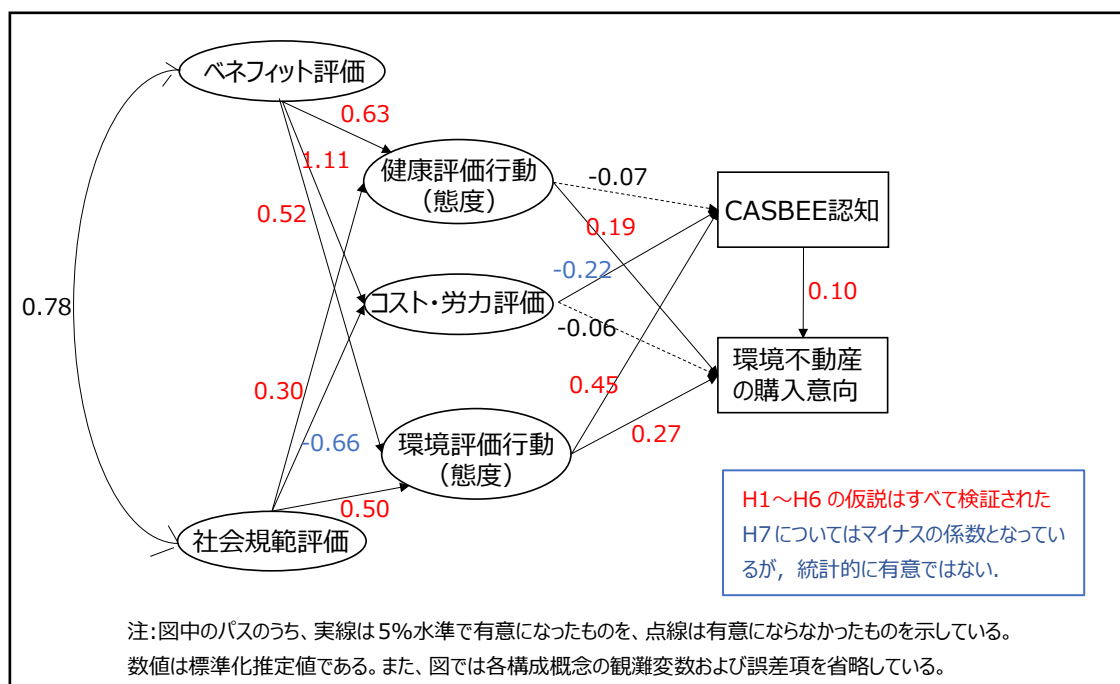 ベネフィット評価
0.63
1.11
健康評価行動
（態度）
-0.07
CASBEE認知
0.52
0.19
-0.22
0.78
コスト・労力評価
0.10
-0.06
環境不動産
の購入意向
0.30
0.45
-0.66
環境評価行動
（態度）
0.27
0.50
社会規範評価
H1～H6 の仮説はすべて検証された
H7についてはマイナスの係数となってい
るが，統計的に有意ではない.
注：図中のパスのうち、実線は5%水準で有意になったものを、点線は有意にならなかったものを示している。
数値は標準化推定値である。また、図では各構成概念の観灘変数および誤差項を省略している。